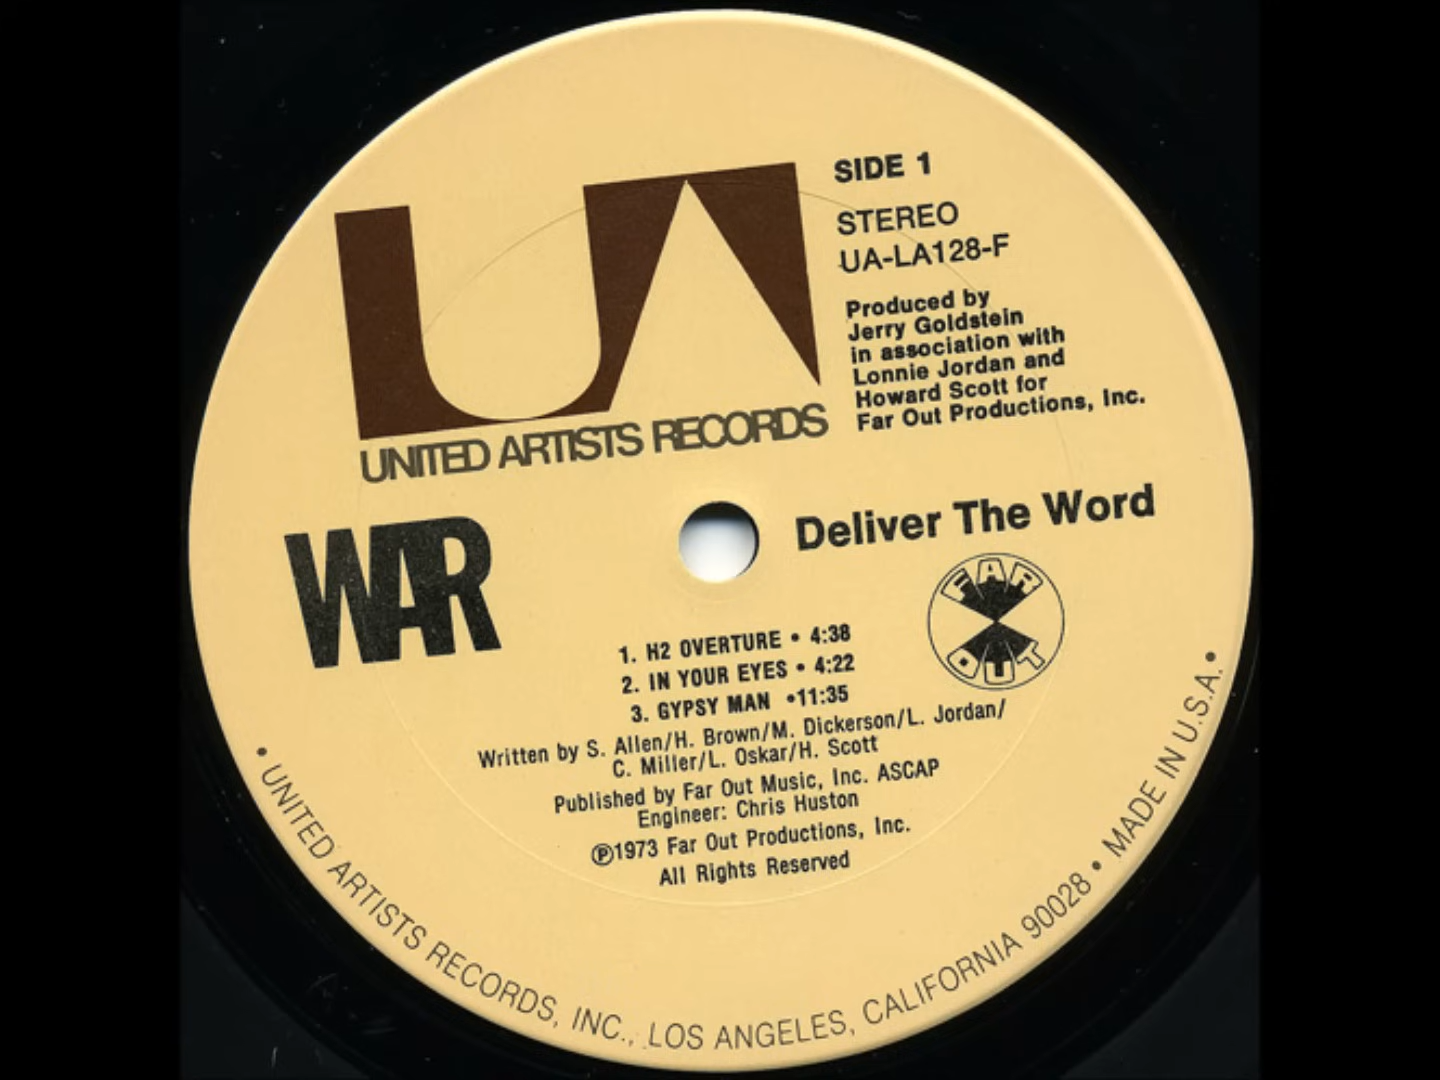 UA
UNITED ARTISTS RECORDS
SIDE 1
STEREO
UA-LA128-F
Produced by
Jerry Goldstein
in association with
Lonnie Jordan and
Howard Scott for
Far Out Productions, Inc.
WAR
Deliver The Word
FAR
OUT
1. H2 OVERTURE • 4:38
2. IN YOUR EYES • 4:22
3. GYPSY MAN •11:35
Written by S. Allen/H. Brown/M. Dickerson/L. Jordan/
C. Miller/L. Oskar/H. Scott
Published by Far Out Music, Inc. ASCAP
Engineer: Chris Huston
Ⓟ1973 Far Out Productions, Inc.
All Rights Reserved
• UNITED ARTISTS RECORDS, INC., LOS ANGELES, CALIFORNIA 90028 • MADE IN U.S.A. •